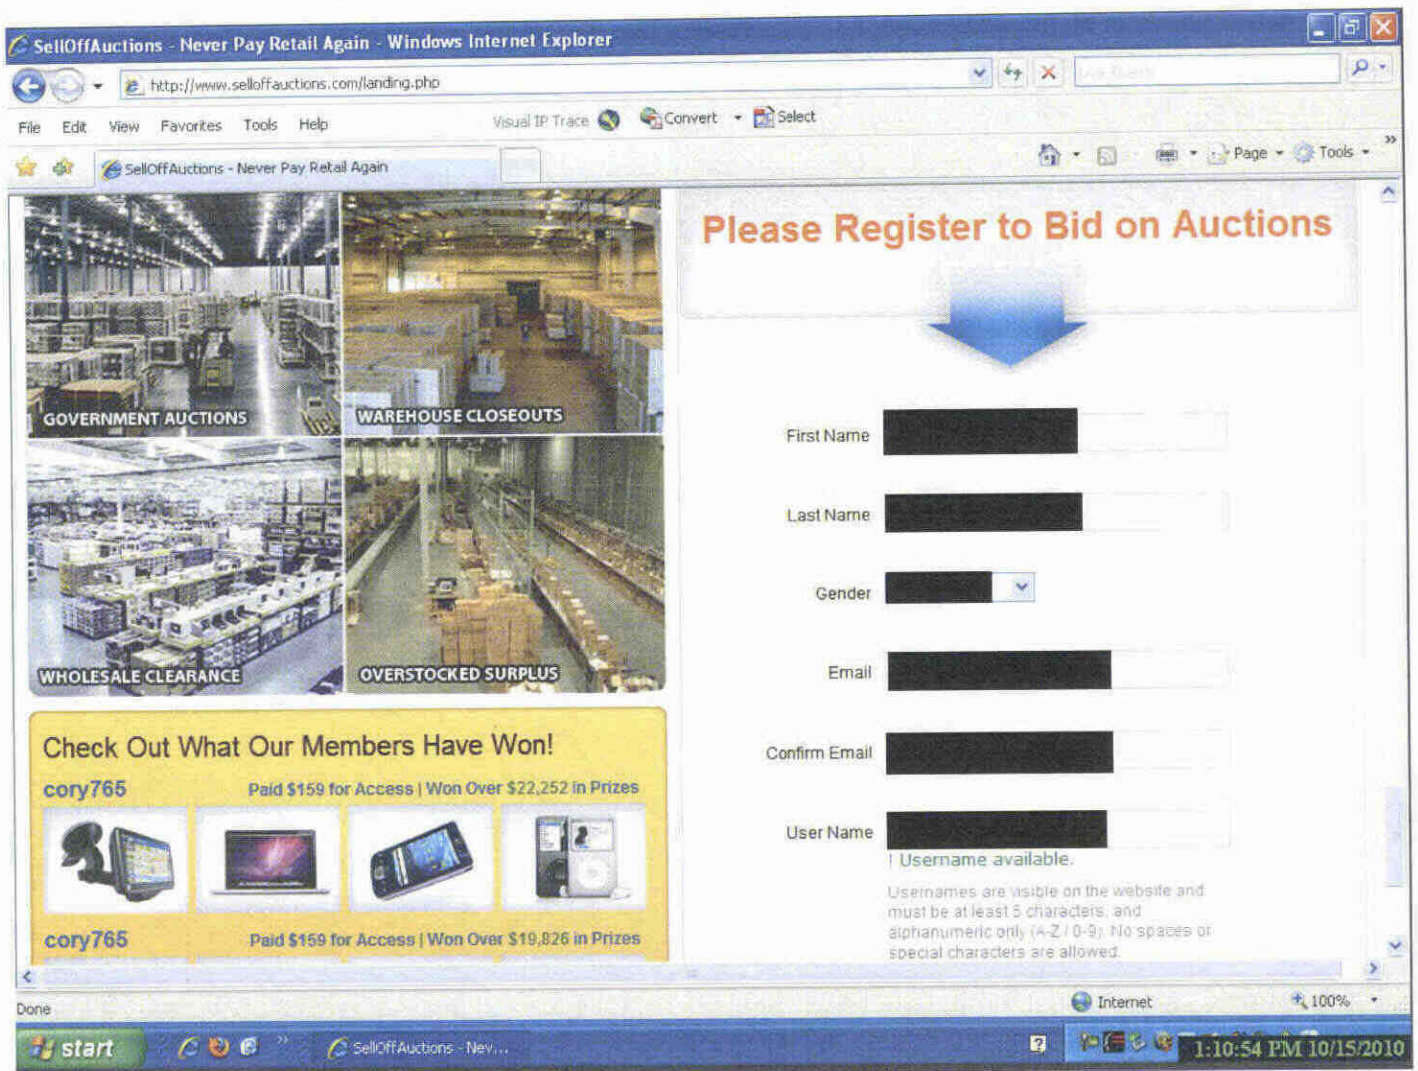 SellOffAuctions - Never Pay Retail Again - Windows Internet Explorer
http://www.selloffauctions.com/landing.php
File Edit View Favorites Tools Help
Visual IP Trace Convert Select
SellOffAuctions - Never Pay Retail Again
Page Tools
GOVERNMENT AUCTIONS
WAREHOUSE CLOSEOUTS
WHOLESALE CLEARANCE
OVERSTOCKED SURPLUS
Check Out What Our Members Have Won!
cory765 Paid $159 for Access | Won Over $22,252 in Prizes
cory765 Paid $159 for Access | Won Over $19,826 in Prizes
Please Register to Bid on Auctions
First Name
Last Name
Gender
Email
Confirm Email
User Name
! Username available.
Usernames are visible on the website and
must be at least 5 characters, and
alphanumeric only (A-Z / 0-9). No spaces or
special characters are allowed.
Done
Internet 100%
start
SellOffAuctions - Nev...
1:10:54 PM 10/15/2010